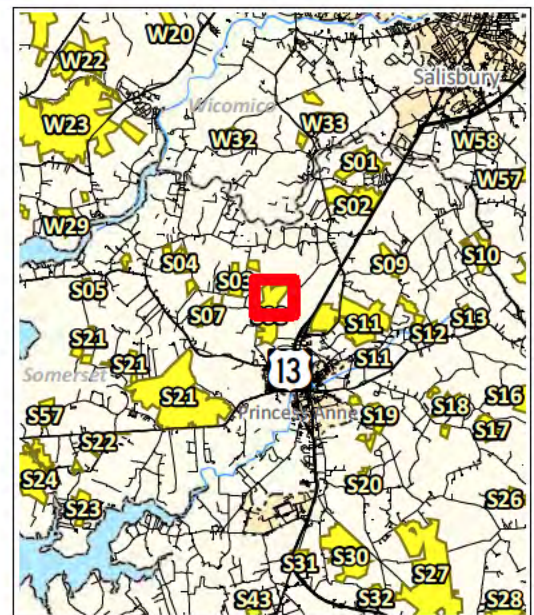 W20
W22
Salisbury
W23
Wicomico
W33
W32
W58
S01
W57
S02
W29
S04
S09
S10
S03
S05
S07
S11
S12
S13
S21
S11
S21
13
Somerset
S21
S16
S57
Princess Anne
S19
S18
S17
S22
S24
S20
S26
S23
S31
S30
S27
S43
S32
S28